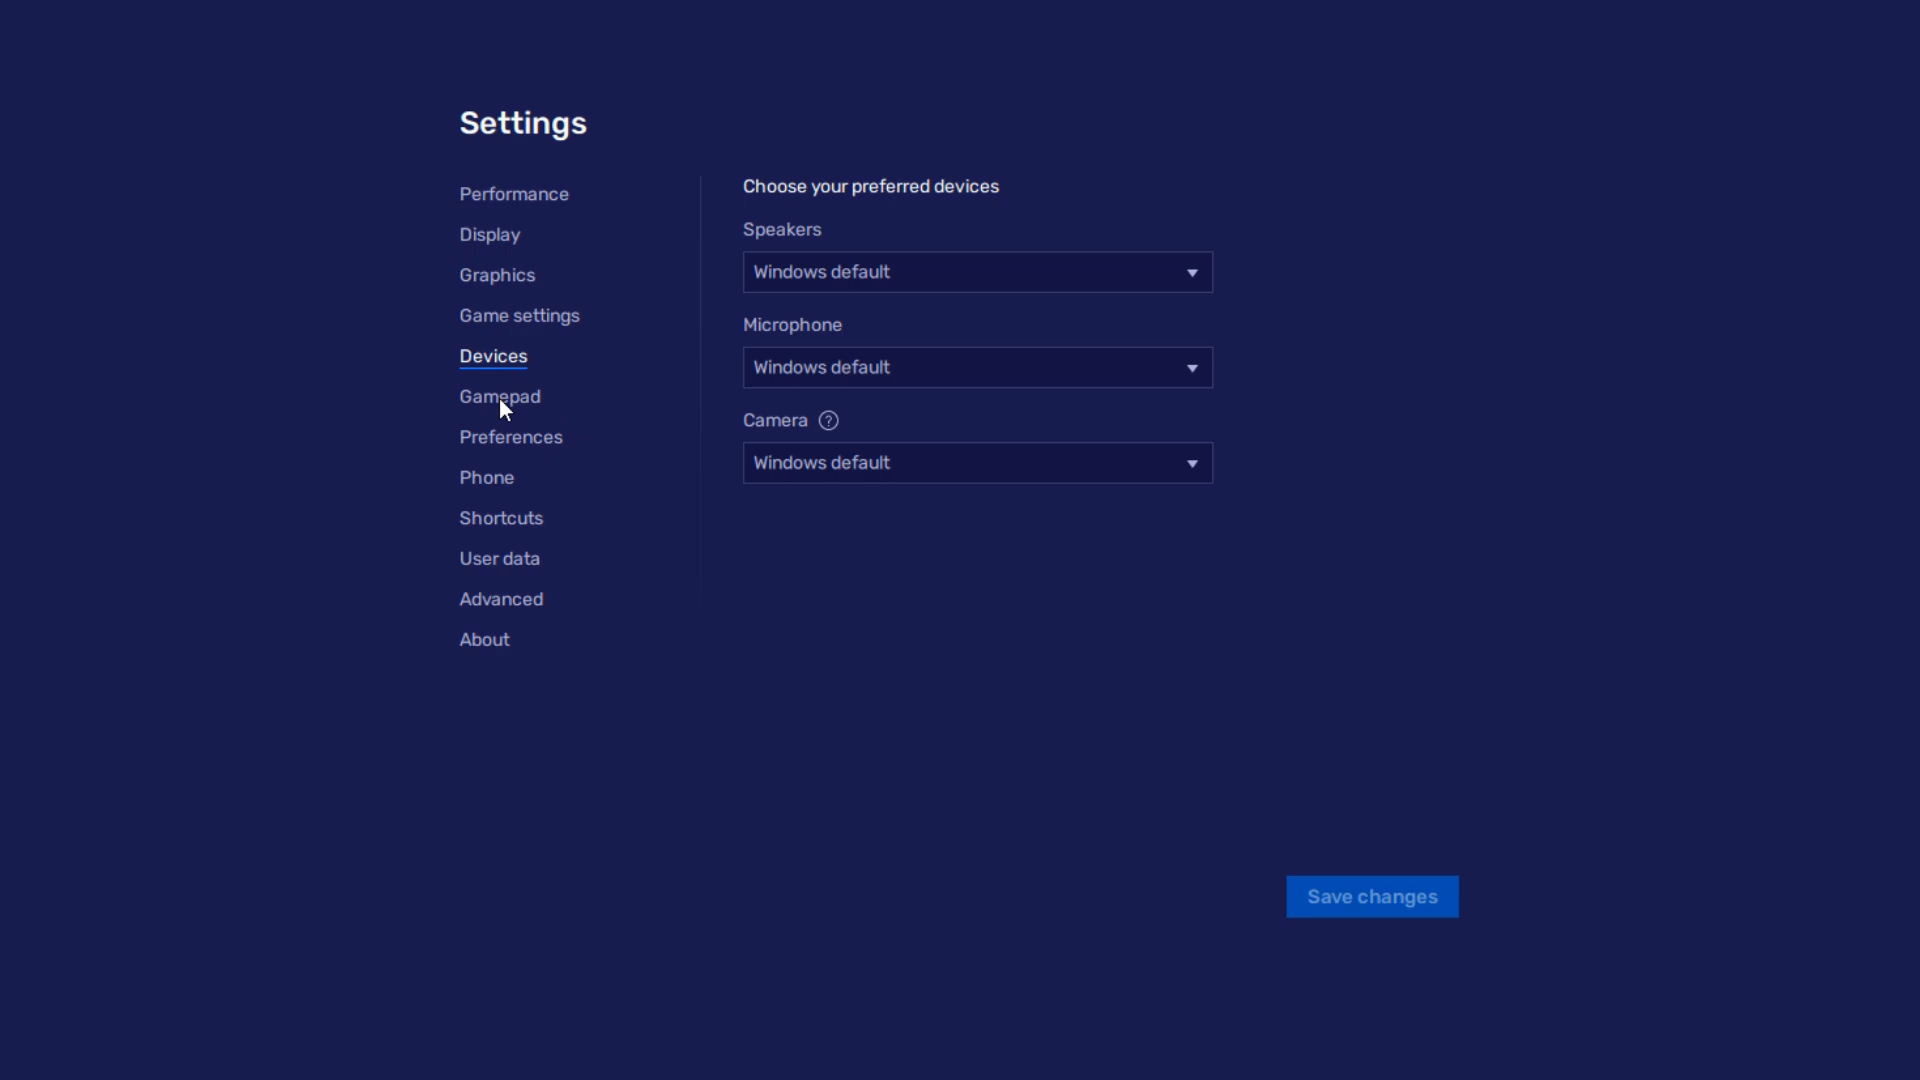 Settings
Performance
Display
Graphics
Game settings
Devices
Gamepad
Preferences
Phone
Shortcuts
User data
Advanced
About
Choose your preferred devices
Speakers
Windows default
Microphone
Windows default
Camera ?
Windows default
Save changes